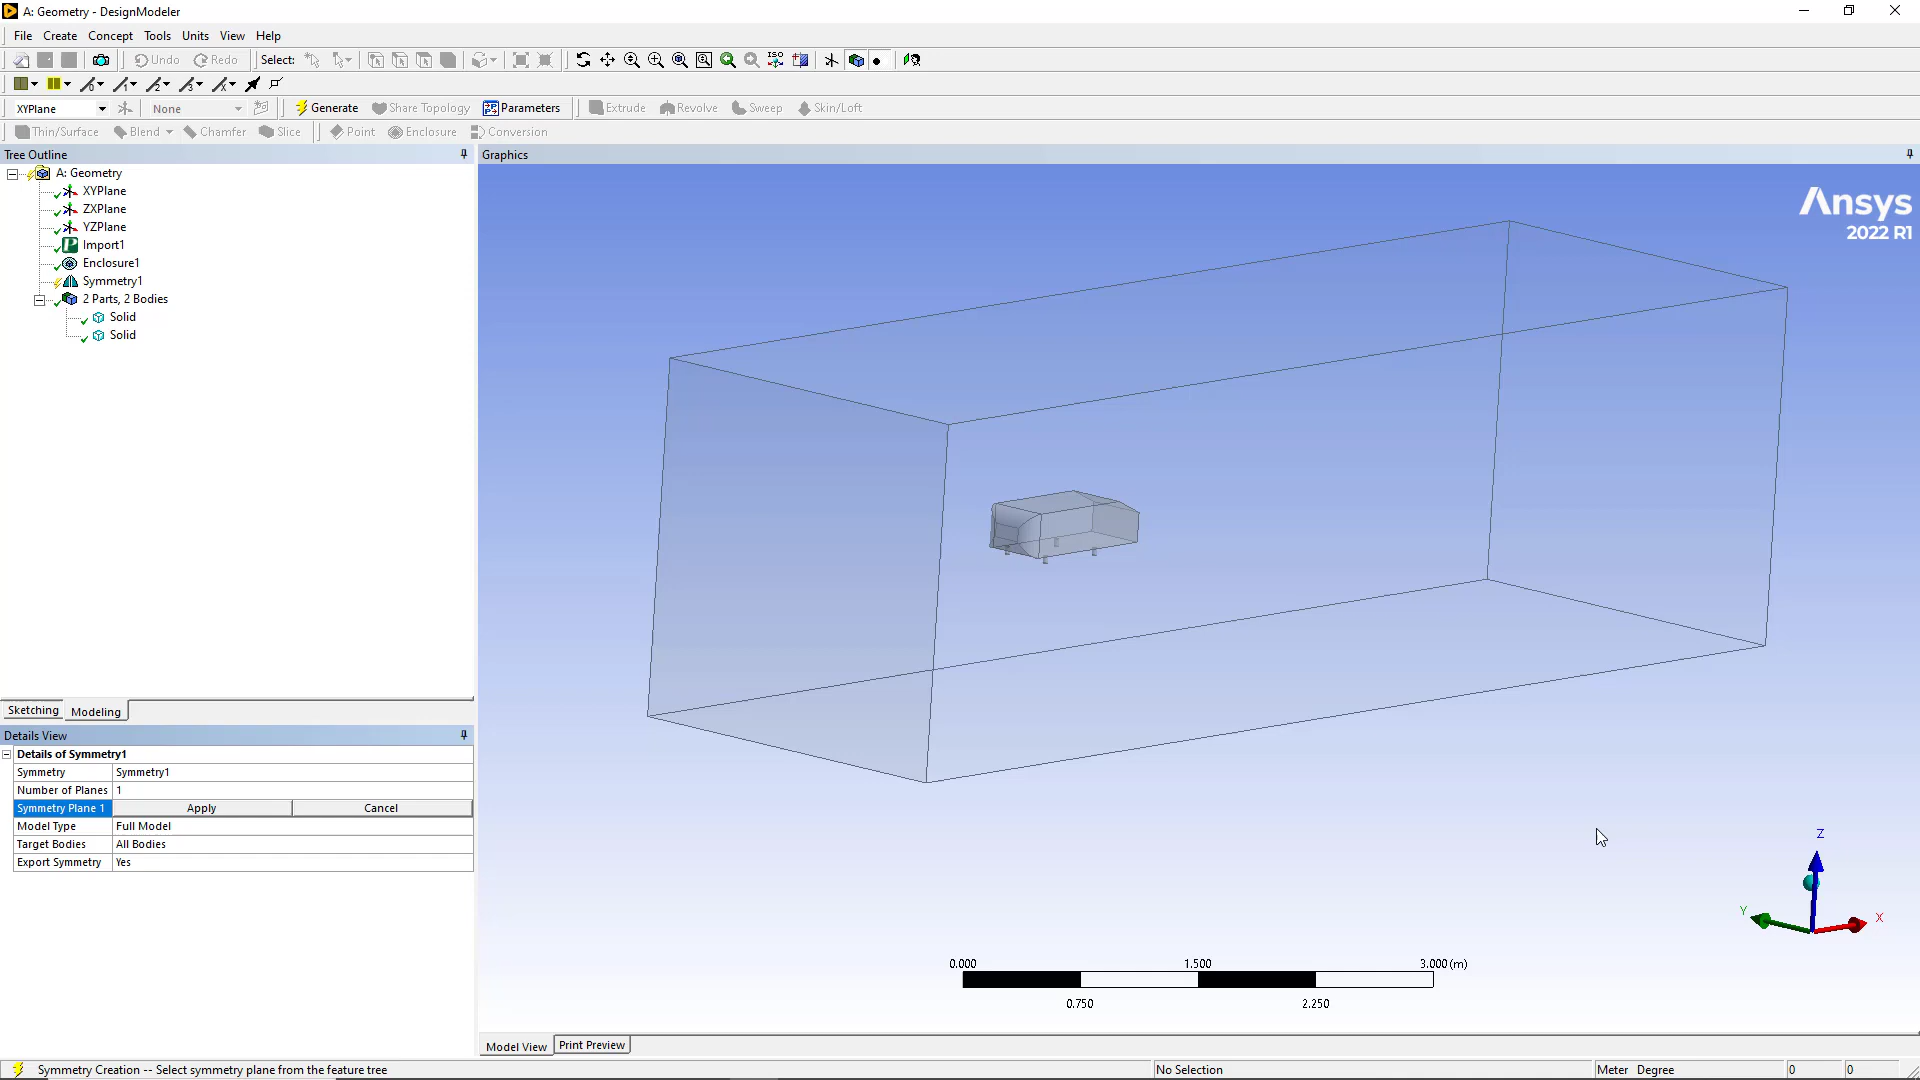 A: Geometry - DesignModeler
File Create Concept Tools Units View Help
Undo Redo Select: ISO
XYPlane None Generate Share Topology Parameters Extrude Revolve Sweep Skin/Loft
Thin/Surface Blend Chamfer Slice Point Enclosure Conversion
Tree Outline
A: Geometry
XYPlane
ZXPlane
YZPlane
Import1
Enclosure1
Symmetry1
2 Parts, 2 Bodies
Solid
Solid
Sketching Modeling
Details View
Details of Symmetry1
Symmetry Symmetry1
Number of Planes 1
Symmetry Plane 1 Apply Cancel
Model Type Full Model
Target Bodies All Bodies
Export Symmetry Yes
Graphics
Ansys
2022 R1
Z
Y
X
0.000 1.500 3.000 (m)
0.750 2.250
Model View Print Preview
Symmetry Creation -- Select symmetry plane from the feature tree No Selection Meter Degree 0 0